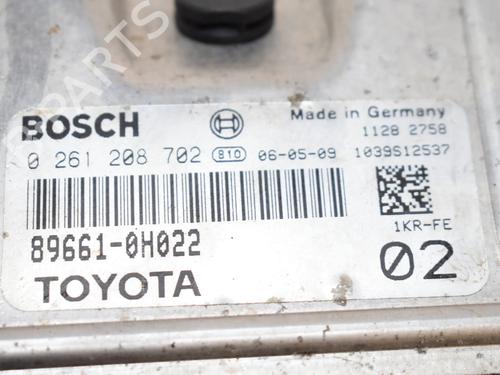 BOSCH
Made in Germany
1128 2758
0 261 208 702 810 06-05-09 1039S12537
89661-0H022
1KR-FE
TOYOTA
02